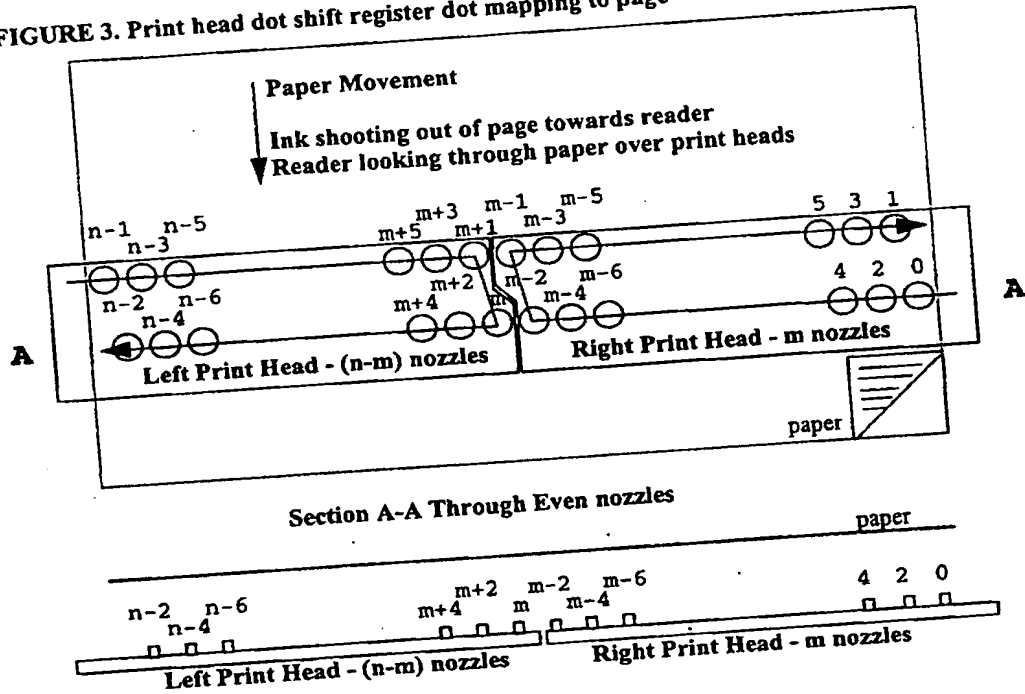 FIGURE 3. Print head dot shift register dot mapping to page
Paper Movement
Ink shooting out of page towards reader
Reader looking through paper over print heads
n-1 n-3 n-5 m+5 m+3 m+1 m-1 m-3 m-5 5 3 1
n-2 n-4 n-6 m+4 m+2 m m-2 m-4 m-6 4 2 0
A A
Left Print Head - (n-m) nozzles Right Print Head - m nozzles
paper
Section A-A Through Even nozzles
paper
n-2 n-4 n-6 m+4 m+2 m m-2 m-4 m-6 4 2 0
Left Print Head - (n-m) nozzles Right Print Head - m nozzles